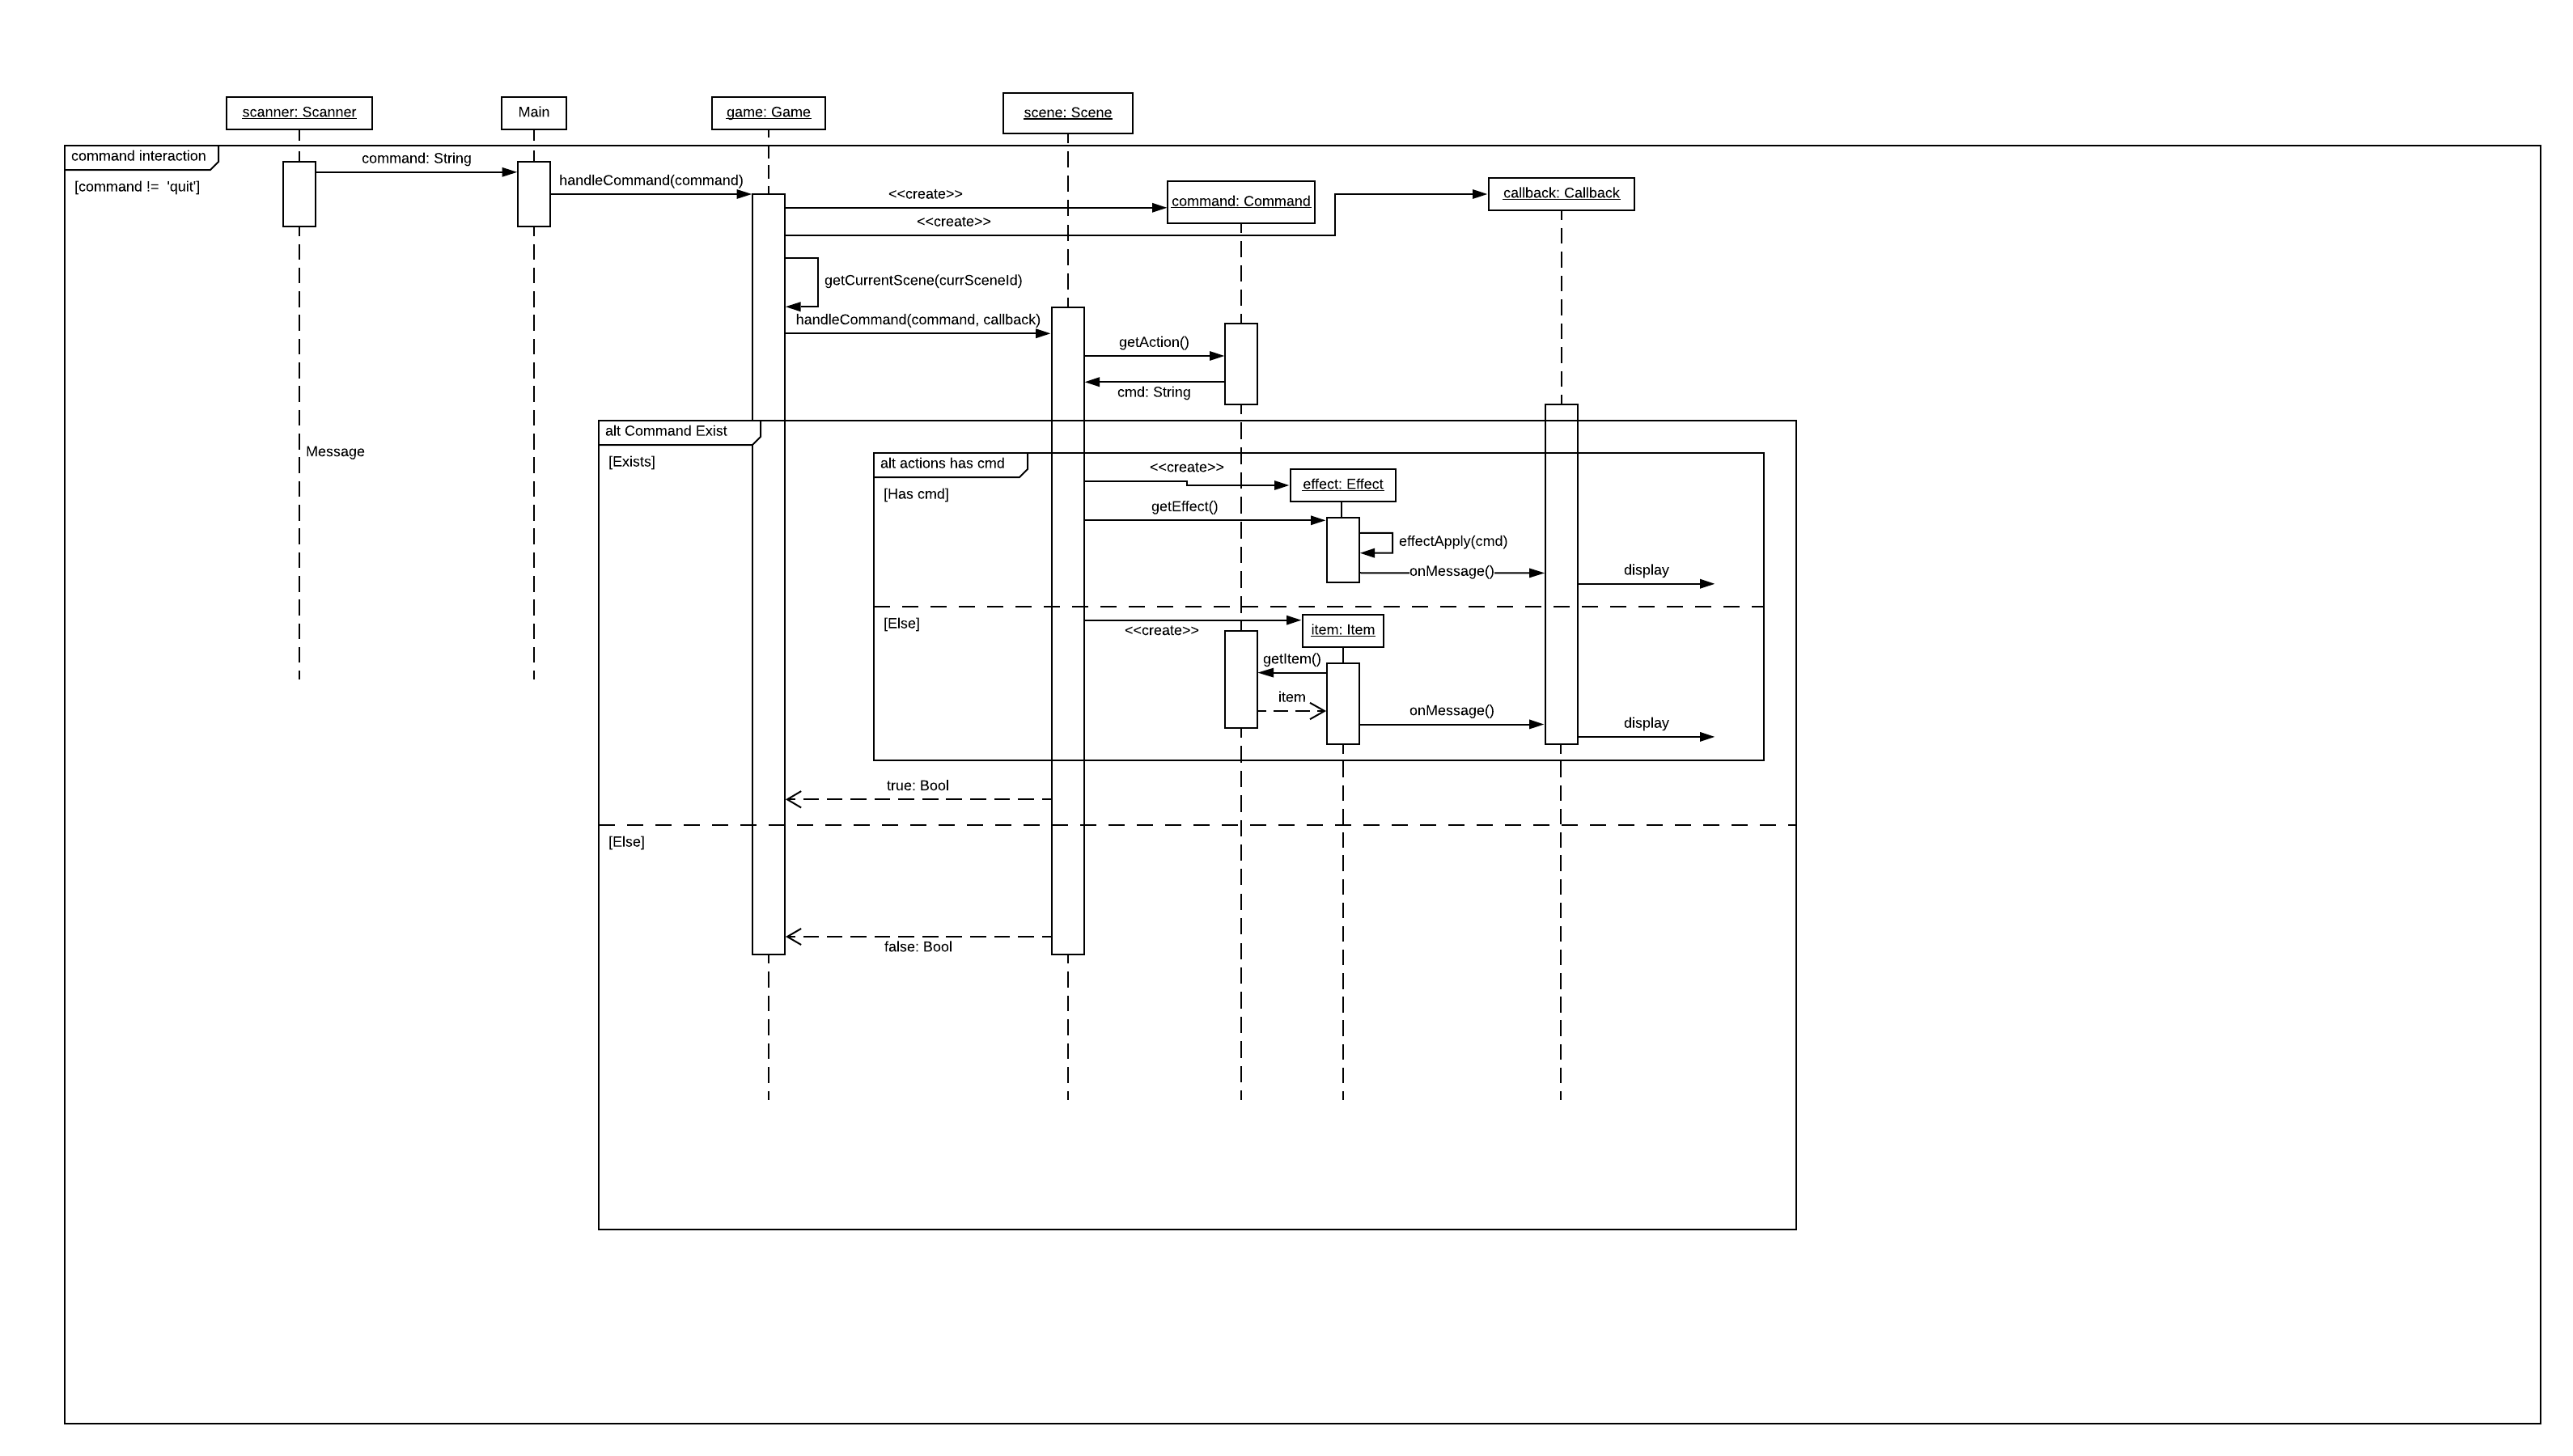 scanner: Scanner
Main
game: Game
scene: Scene
command interaction
command: String
[command !=  'quit']
handleCommand(command)
<<create>>
command: Command
callback: Callback
<<create>>
getCurrentScene(currSceneId)
handleCommand(command, callback)
getAction()
cmd: String
alt Command Exist
Message
[Exists]
alt actions has cmd
<<create>>
[Has cmd]
effect: Effect
getEffect()
effectApply(cmd)
onMessage()
display
[Else]
<<create>>
item: Item
getItem()
item
onMessage()
display
true: Bool
[Else]
false: Bool